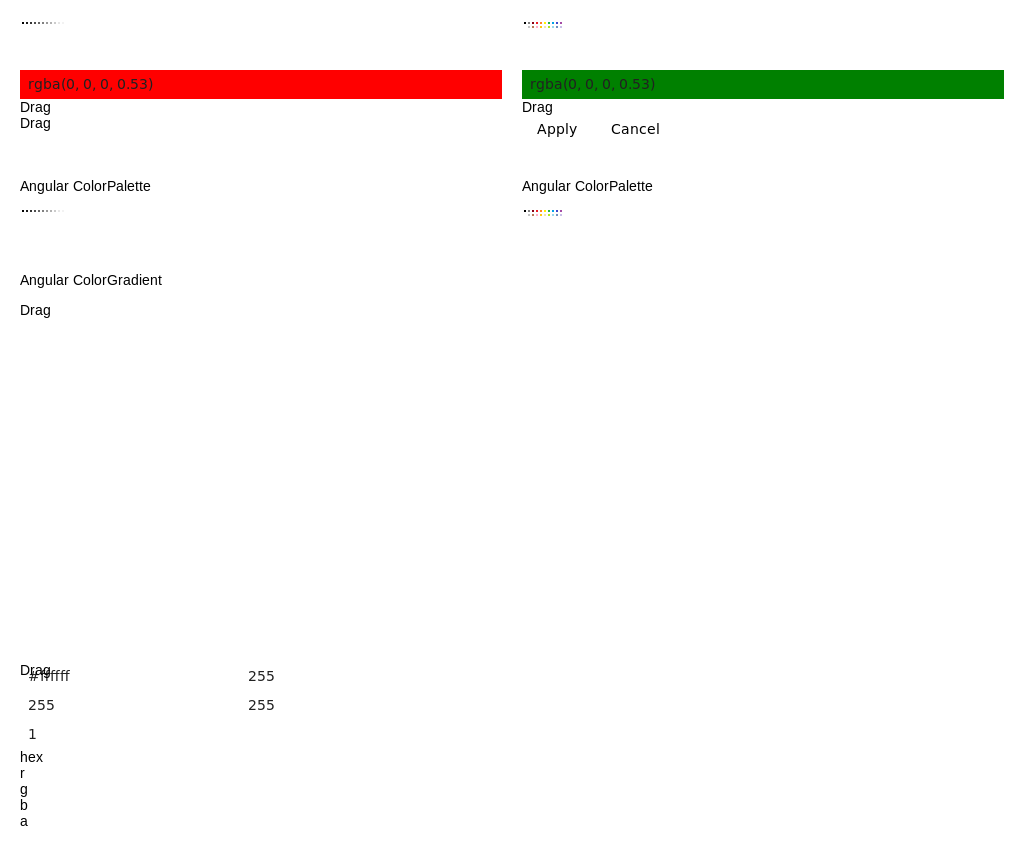 rgba(0, 0, 0, 0.53)
Drag
Drag
rgba(0, 0, 0, 0.53)
Drag
Apply Cancel
Angular ColorPalette
Angular ColorPalette
Angular ColorGradient
Drag
Drag
#ffffff
255
255
255
1
hex
r
g
b
a